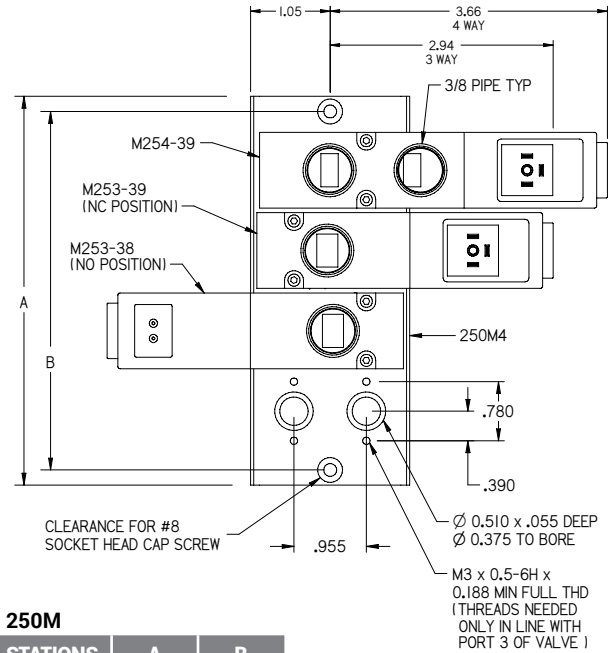 1.05
3.66
4 WAY
2.94
3 WAY
3/8 PIPE TYP
M254-39
M253-39
(NC POSITION)
M253-38
(NO POSITION)
A
B
250M4
.780
.390
CLEARANCE FOR #8
SOCKET HEAD CAP SCREW
.955
Ø 0.510 x .055 DEEP
Ø 0.375 TO BORE
M3 x 0.5-6H x
0.188 MIN FULL THD
(THREADS NEEDED
ONLY IN LINE WITH
PORT 3 OF VALVE )
250M
STATIONS A B